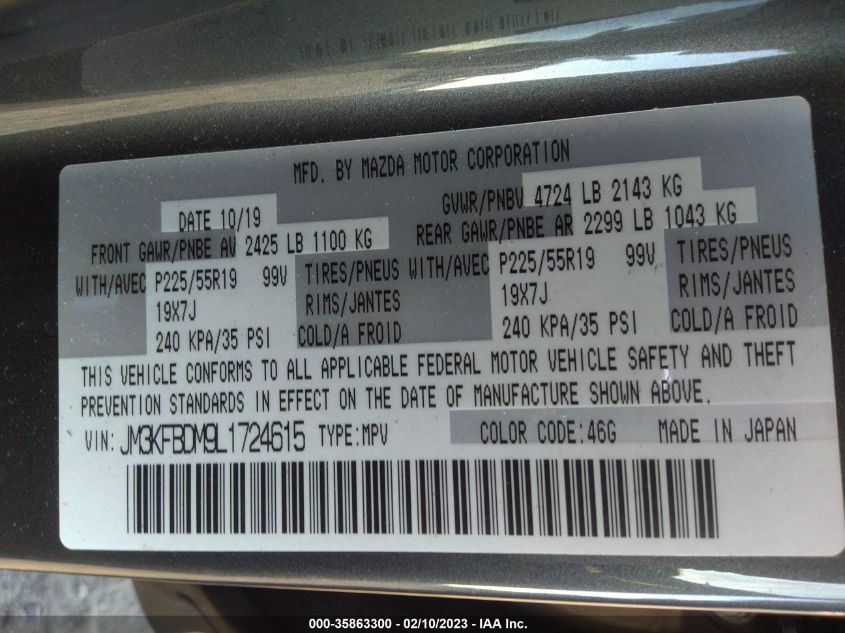 MFD. BY MAZDA MOTOR CORPORATION
DATE 10/19 GVWR/PNBV 4724 LB 2143 KG
FRONT GAWR/PNBE AV 2425 LB 1100 KG REAR GAWR/PNBE AR 2299 LB 1043 KG
WITH/AVEC P225/55R19 99V TIRES/PNEUS WITH/AVEC P225/55R19 99V TIRES/PNEUS
19X7J RIMS/JANTES 19X7J RIMS/JANTES
240 KPA/35 PSI COLD/A FROID 240 KPA/35 PSI COLD/A FROID
THIS VEHICLE CONFORMS TO ALL APPLICABLE FEDERAL MOTOR VEHICLE SAFETY AND THEFT
PREVENTION STANDARDS IN EFFECT ON THE DATE OF MANUFACTURE SHOWN ABOVE.
VIN: JM3KFBDM9L1724615 TYPE:MPV COLOR CODE:46G MADE IN JAPAN
000-35863300 — 02/10/2023 — IAA Inc.